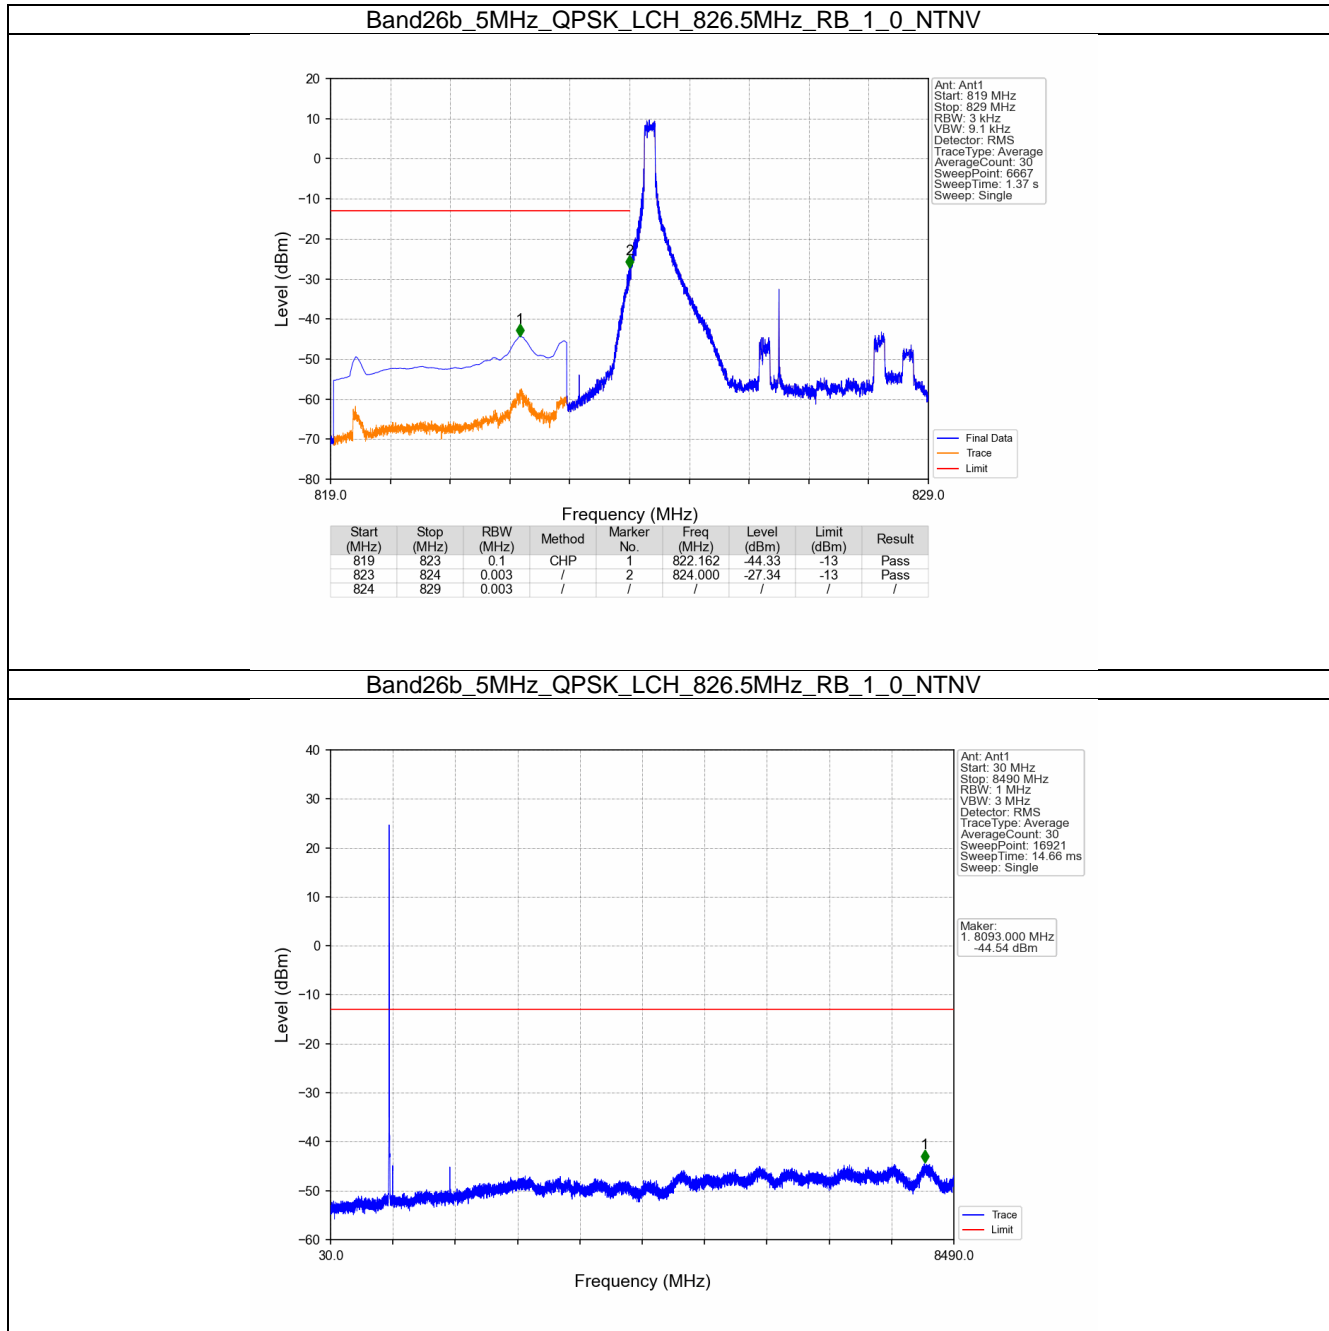 Band26b_5MHz_QPSK_LCH_826.5MHz_RB_1_0_NTNV
20
10
0
−10
−20
−30
−40
−50
−60
−70
−80
Level (dBm)
1
2
819.0
829.0
Frequency (MHz)
Ant: Ant1
Start: 819 MHz
Stop: 829 MHz
RBW: 3 kHz
VBW: 9.1 kHz
Detector: RMS
TraceType: Average
AverageCount: 30
SweepPoint: 6667
SweepTime: 1.37 s
Sweep: Single
Final Data
Trace
Limit
Start (MHz) Stop (MHz) RBW (MHz) Method Marker No. Freq (MHz) Level (dBm) Limit (dBm) Result
819 823 0.1 CHP 1 822.162 -44.33 -13 Pass
823 824 0.003 / 2 824.000 -27.34 -13 Pass
824 829 0.003 / / / / / /
Band26b_5MHz_QPSK_LCH_826.5MHz_RB_1_0_NTNV
40
30
20
10
0
−10
−20
−30
−40
−50
−60
Level (dBm)
1
30.0
8490.0
Frequency (MHz)
Ant: Ant1
Start: 30 MHz
Stop: 8490 MHz
RBW: 1 MHz
VBW: 3 MHz
Detector: RMS
TraceType: Average
AverageCount: 30
SweepPoint: 16921
SweepTime: 14.66 ms
Sweep: Single
Maker:
1. 8093.000 MHz
-44.54 dBm
Trace
Limit